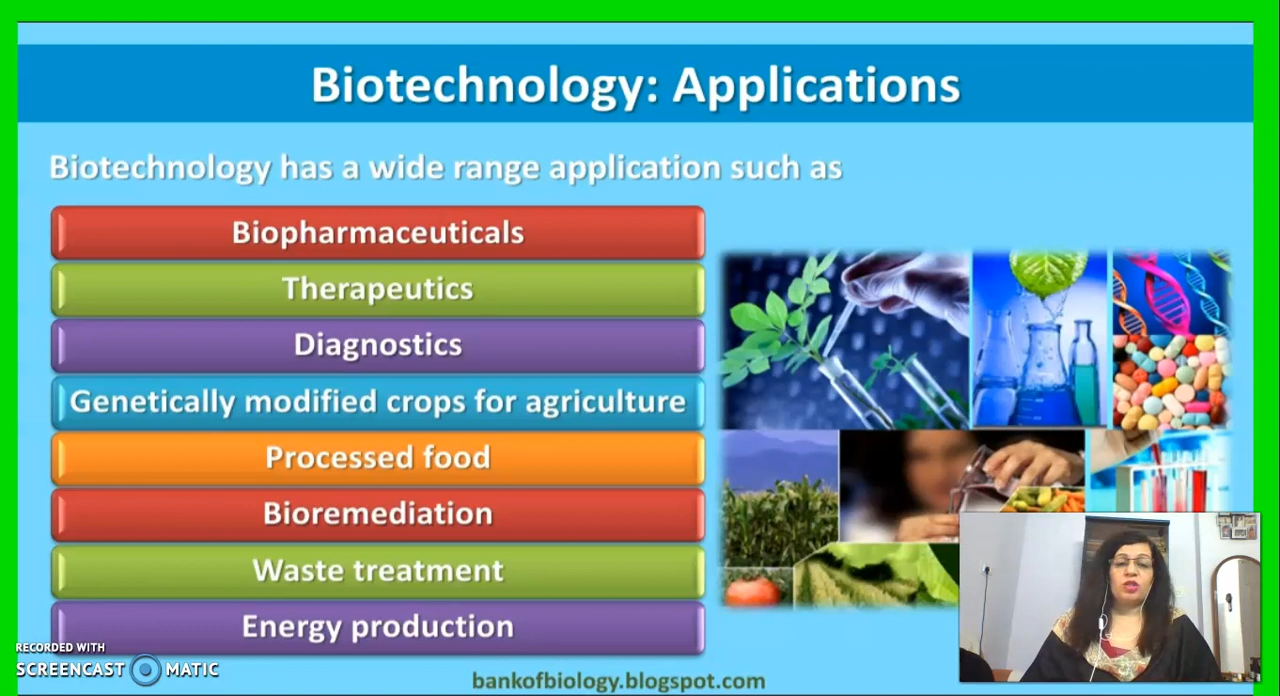 Biotechnology: Applications
Biotechnology has a wide range application such as
Biopharmaceuticals
Therapeutics
Diagnostics
Genetically modified crops for agriculture
Processed food
Bioremediation
Waste treatment
Energy production
RECORDED WITH
SCREENCAST MATIC
bankofbiology.blogspot.com